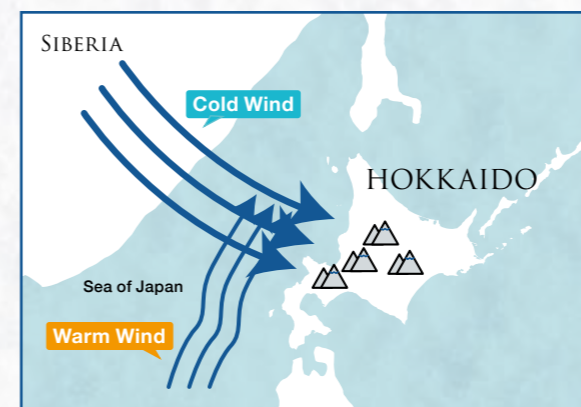 SIBERIA
Cold Wind
HOKKAIDO
Sea of Japan
Warm Wind